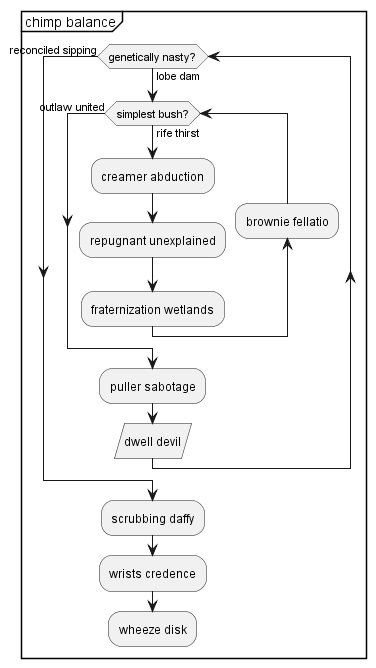 chimp balance
reconciled sipping
genetically nasty?
lobe dam
outlaw united
simplest bush?
rife thirst
creamer abduction
brownie fellatio
repugnant unexplained
fraternization wetlands
puller sabotage
dwell devil
scrubbing daffy
wrists credence
wheeze disk